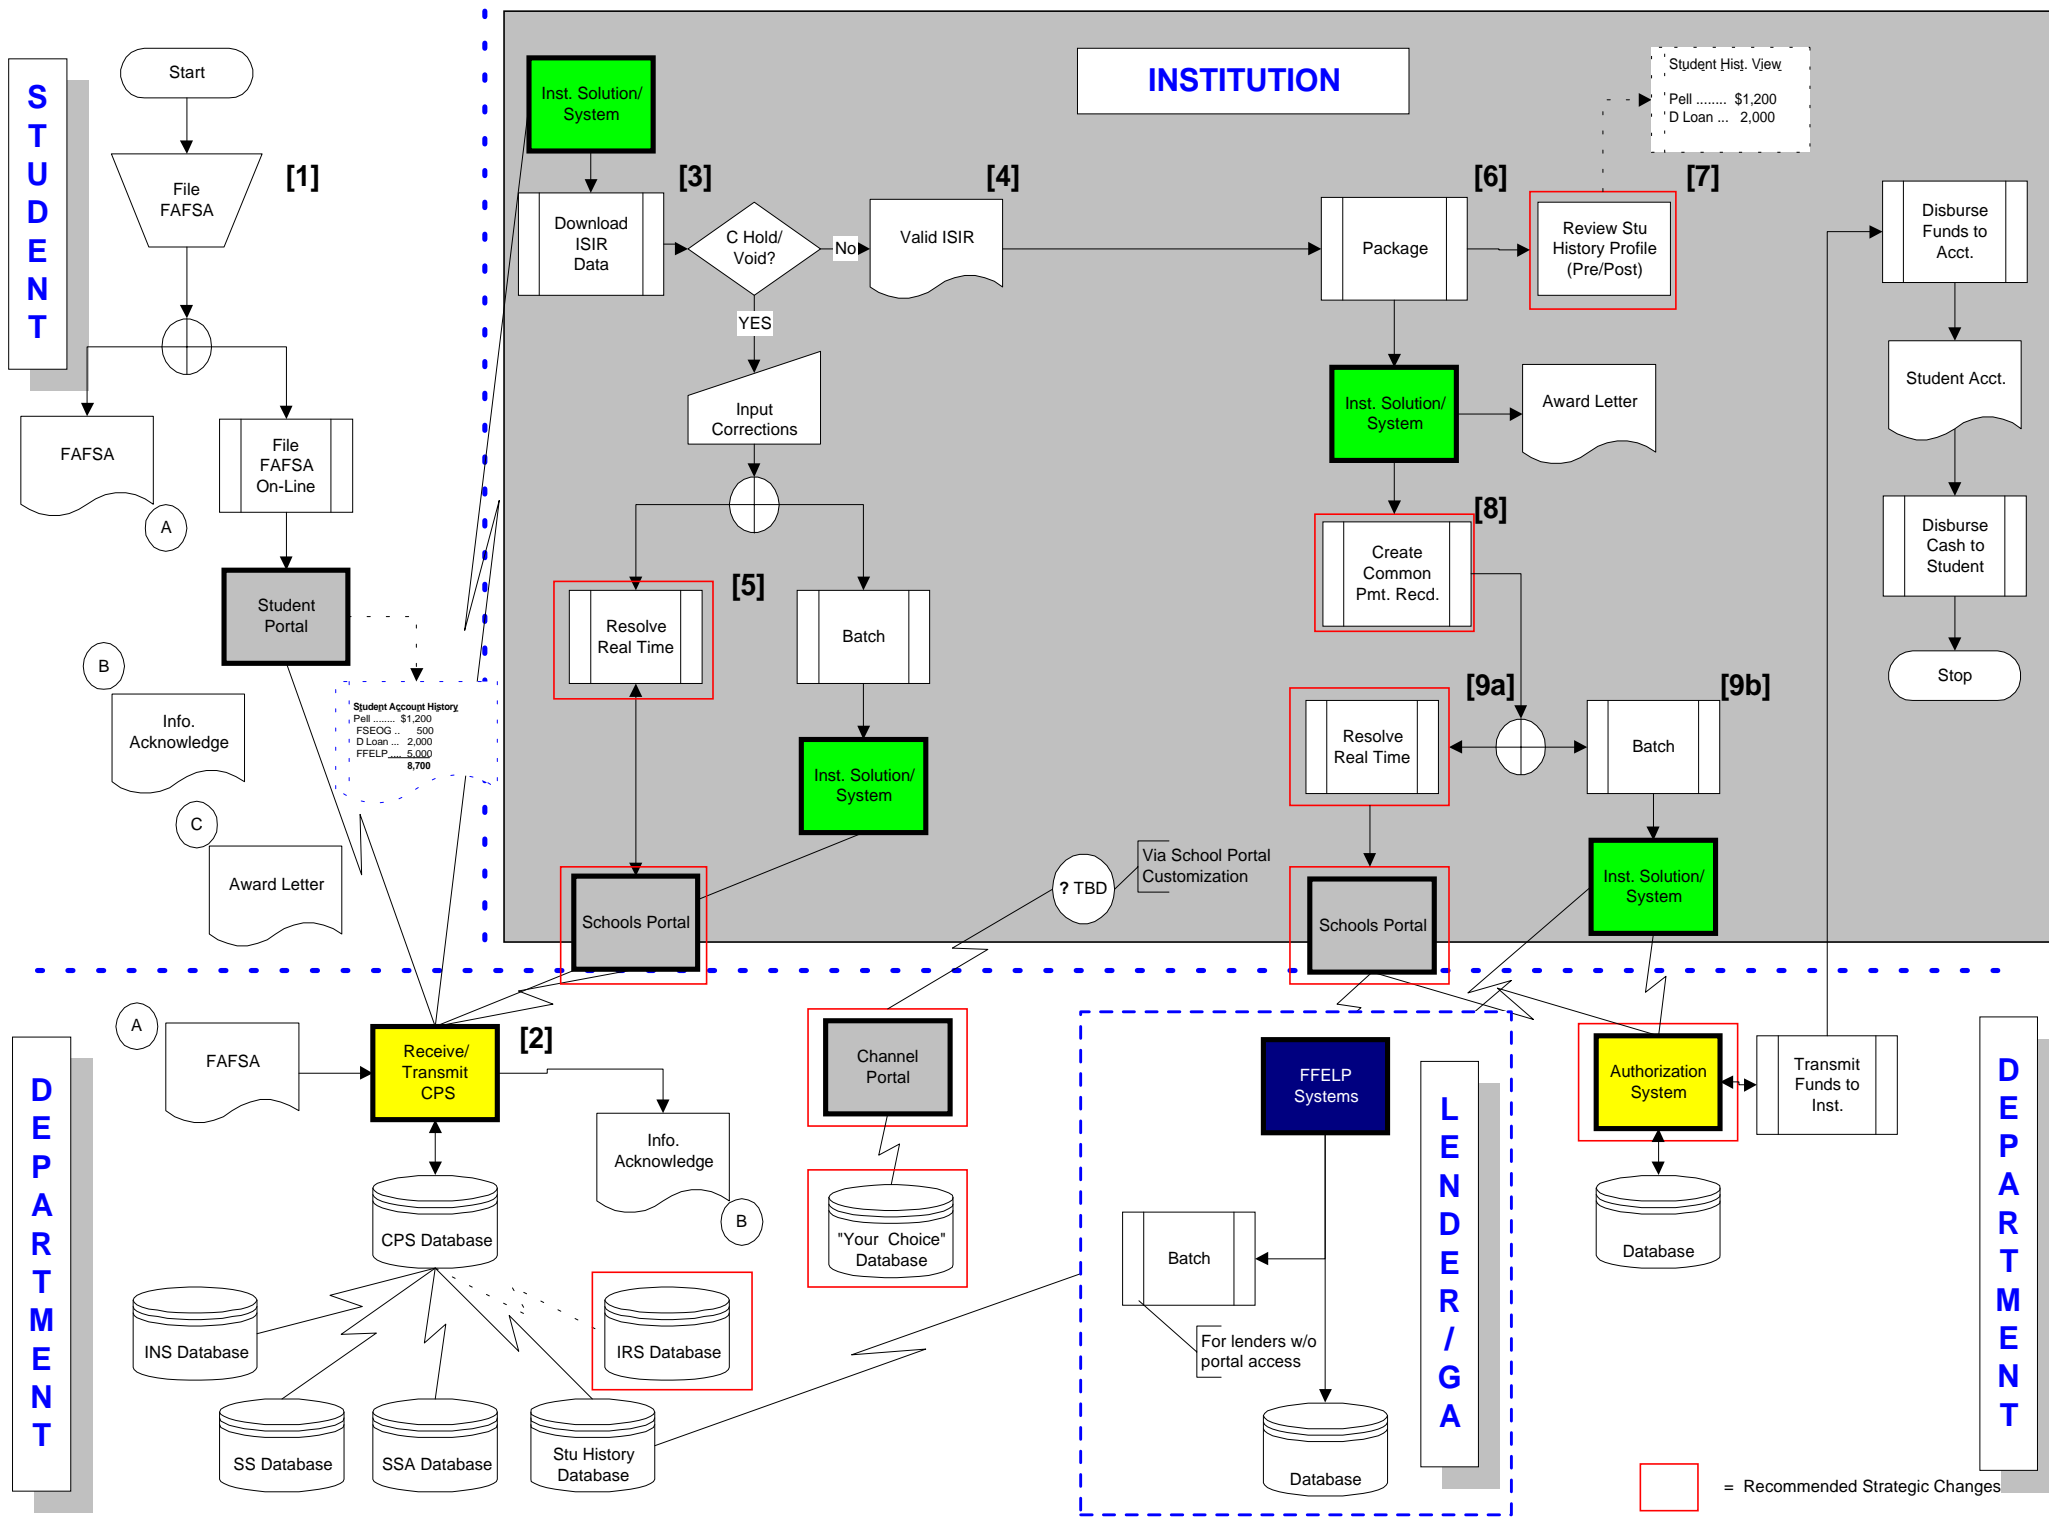 STUDENT
Start
File
FAFSA
[1]
FAFSA
A
File
FAFSA
On-Line
Student
Portal
Student Account History
Pell ........ $1,200
FSEOG .. 500
D Loan ... 2,000
FFELP .... 5,000
8,700
B
Info.
Acknowledge
C
Award Letter
INSTITUTION
Inst. Solution/
System
Download
ISIR
Data
[3]
C Hold/
Void?
No
YES
Valid ISIR
[4]
Input
Corrections
Resolve
Real Time
[5]
Batch
Inst. Solution/
System
Schools Portal
Package
[6]
Review Stu
History Profile
(Pre/Post)
[7]
Student Hist. View
Pell ........ $1,200
D Loan ... 2,000
Inst. Solution/
System
Award Letter
Create
Common
Pmt. Recd.
[8]
Resolve
Real Time
[9a]
Batch
[9b]
Inst. Solution/
System
Schools Portal
? TBD
Via School Portal
Customization
Disburse
Funds to
Acct.
Student Acct.
Disburse
Cash to
Student
Stop
DEPARTMENT
A
FAFSA
Receive/
Transmit
CPS
[2]
Info.
Acknowledge
B
CPS Database
INS Database
SS Database
SSA Database
Stu History
Database
IRS Database
Channel
Portal
"Your Choice"
Database
LENDER/GA
FFELP
Systems
Batch
For lenders w/o
portal access
Database
Authorization
System
Transmit
Funds to
Inst.
Database
DEPARTMENT
= Recommended Strategic Changes